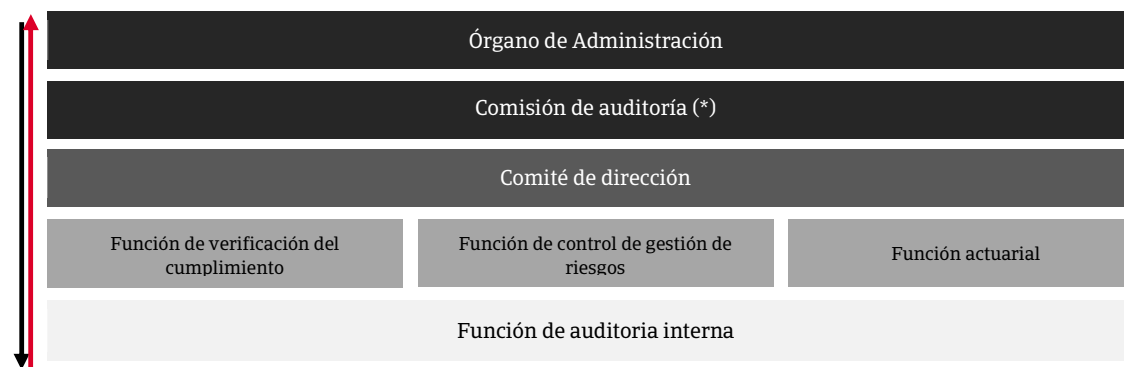 Órgano de Administración
Comisión de auditoría (*)
Comité de dirección
Función de verificación del
cumplimiento
Función de control de gestión de
riesgos
Función actuarial
Función de auditoria interna